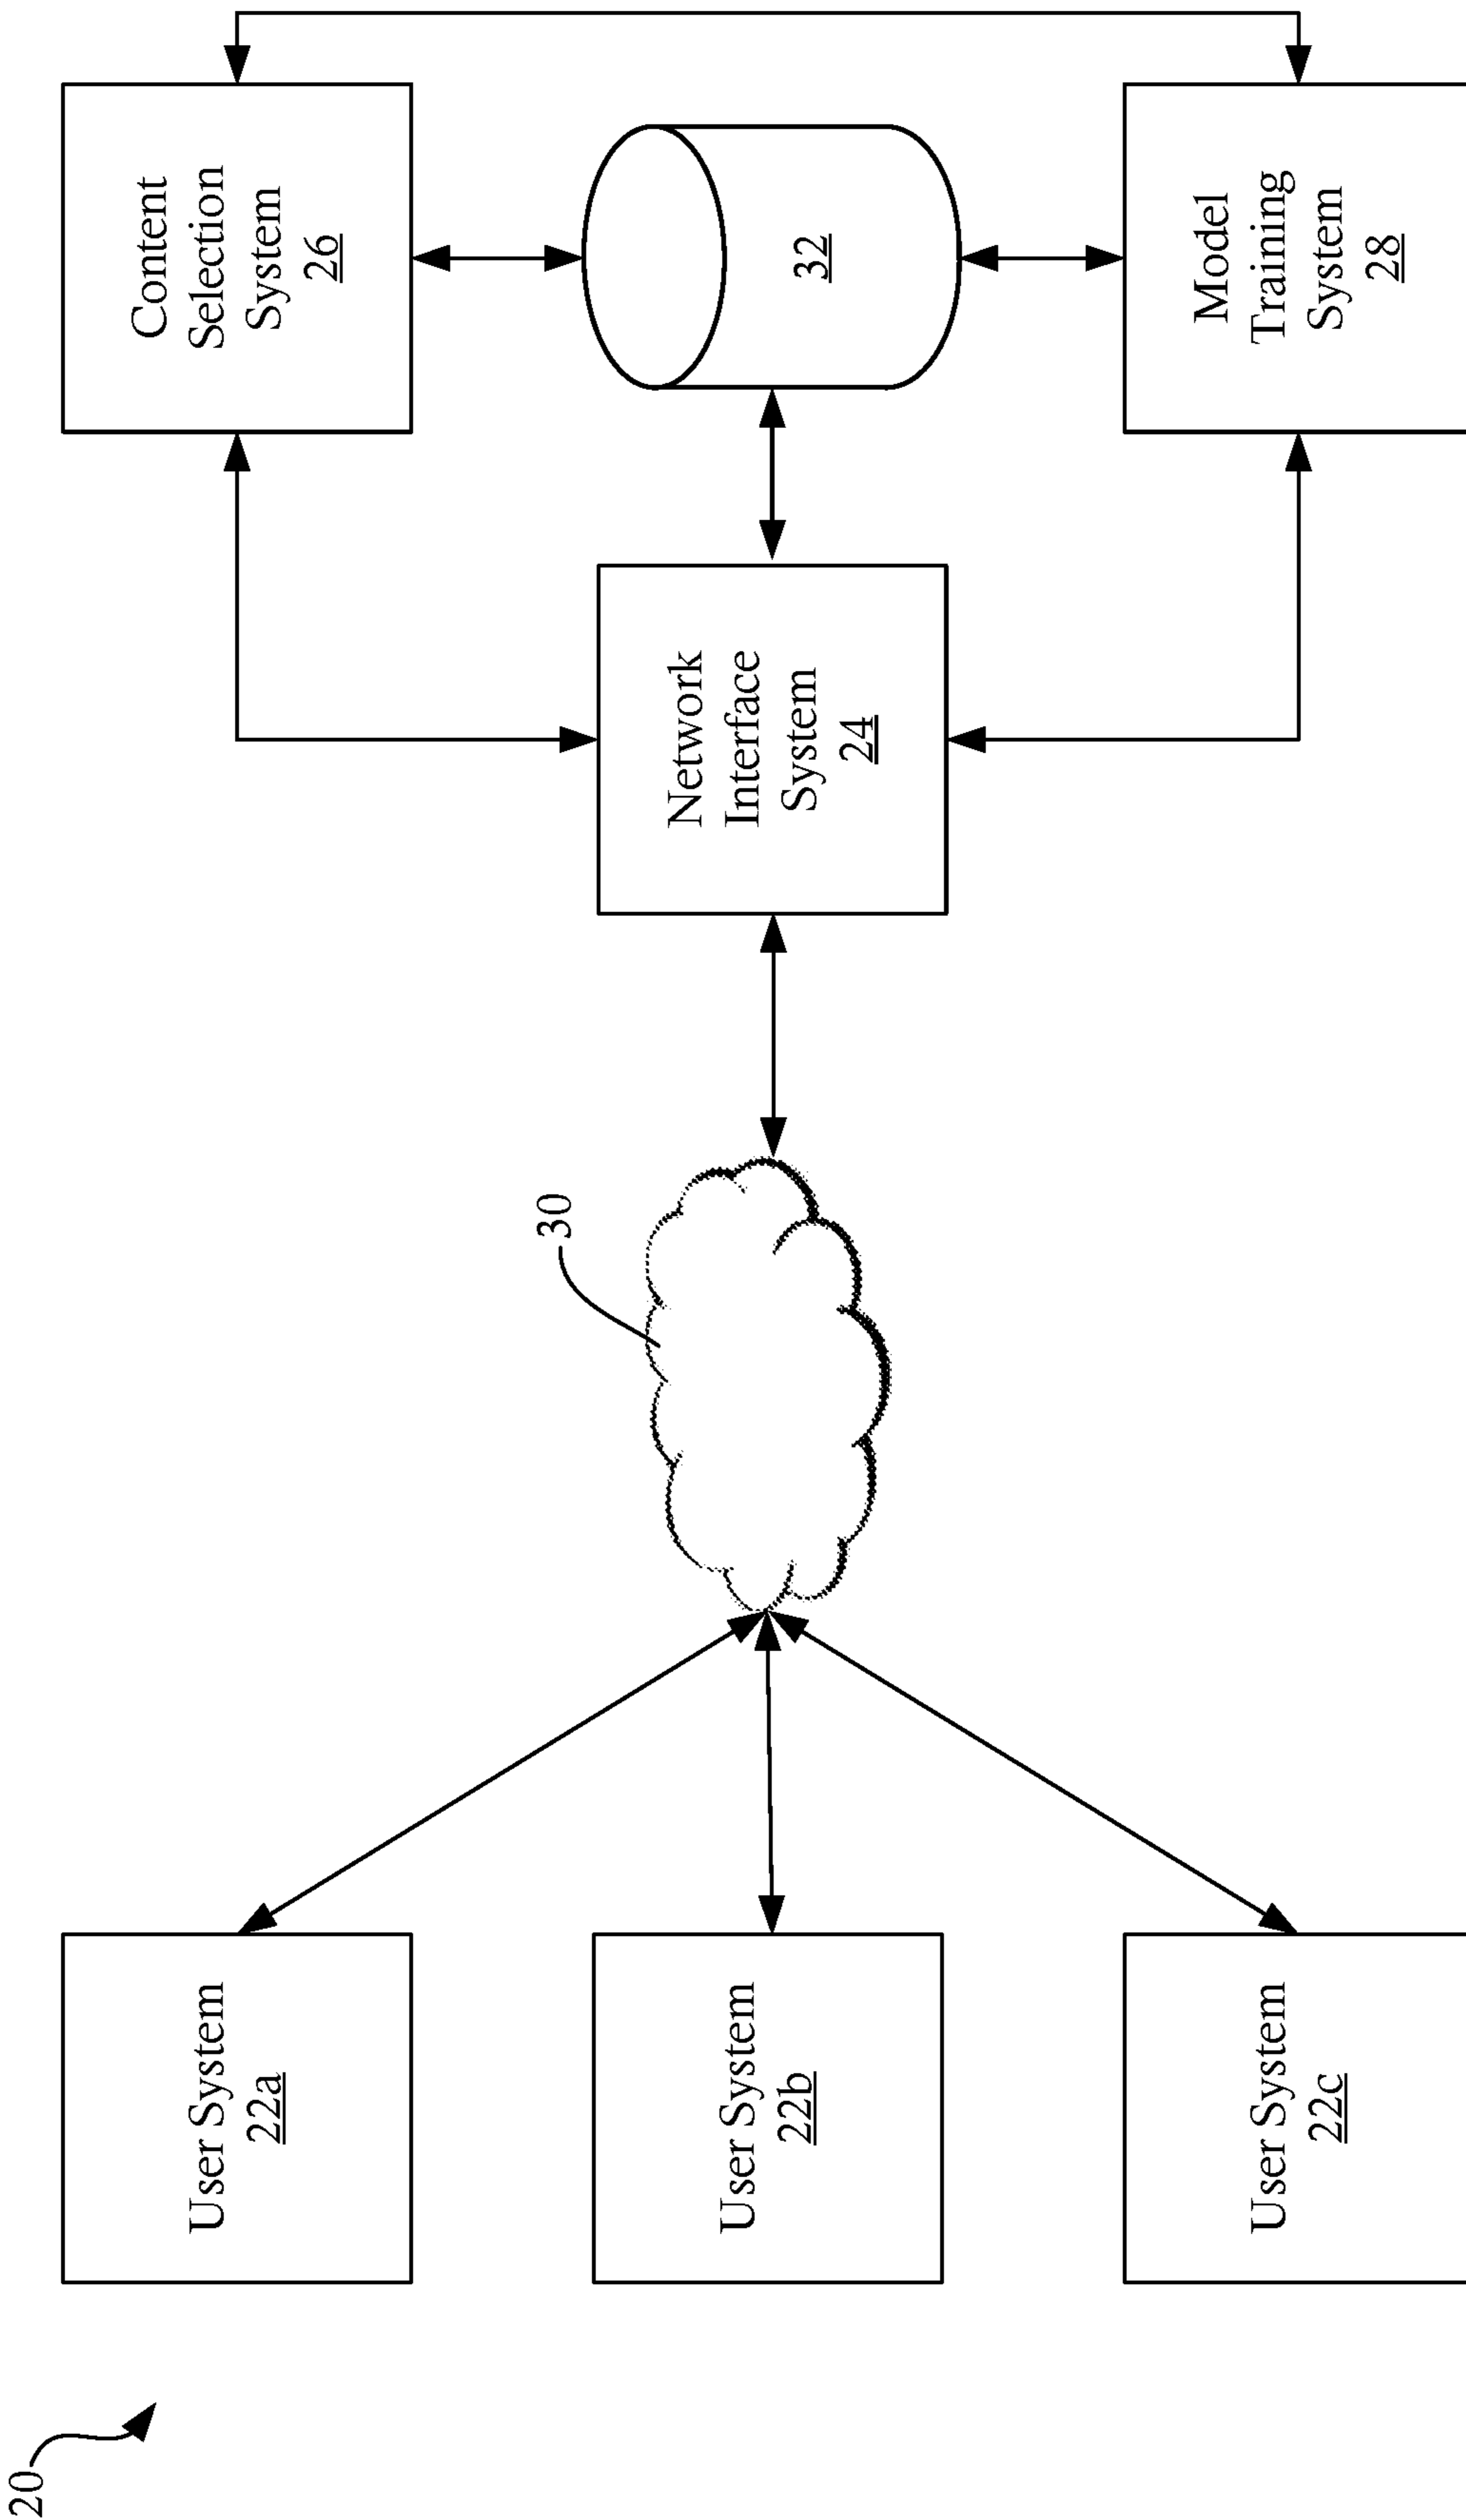 20
User System
22a
User System
22b
User System
22c
30
Network
Interface
System
24
Content
Selection
System
26
32
Model
Training
System
28